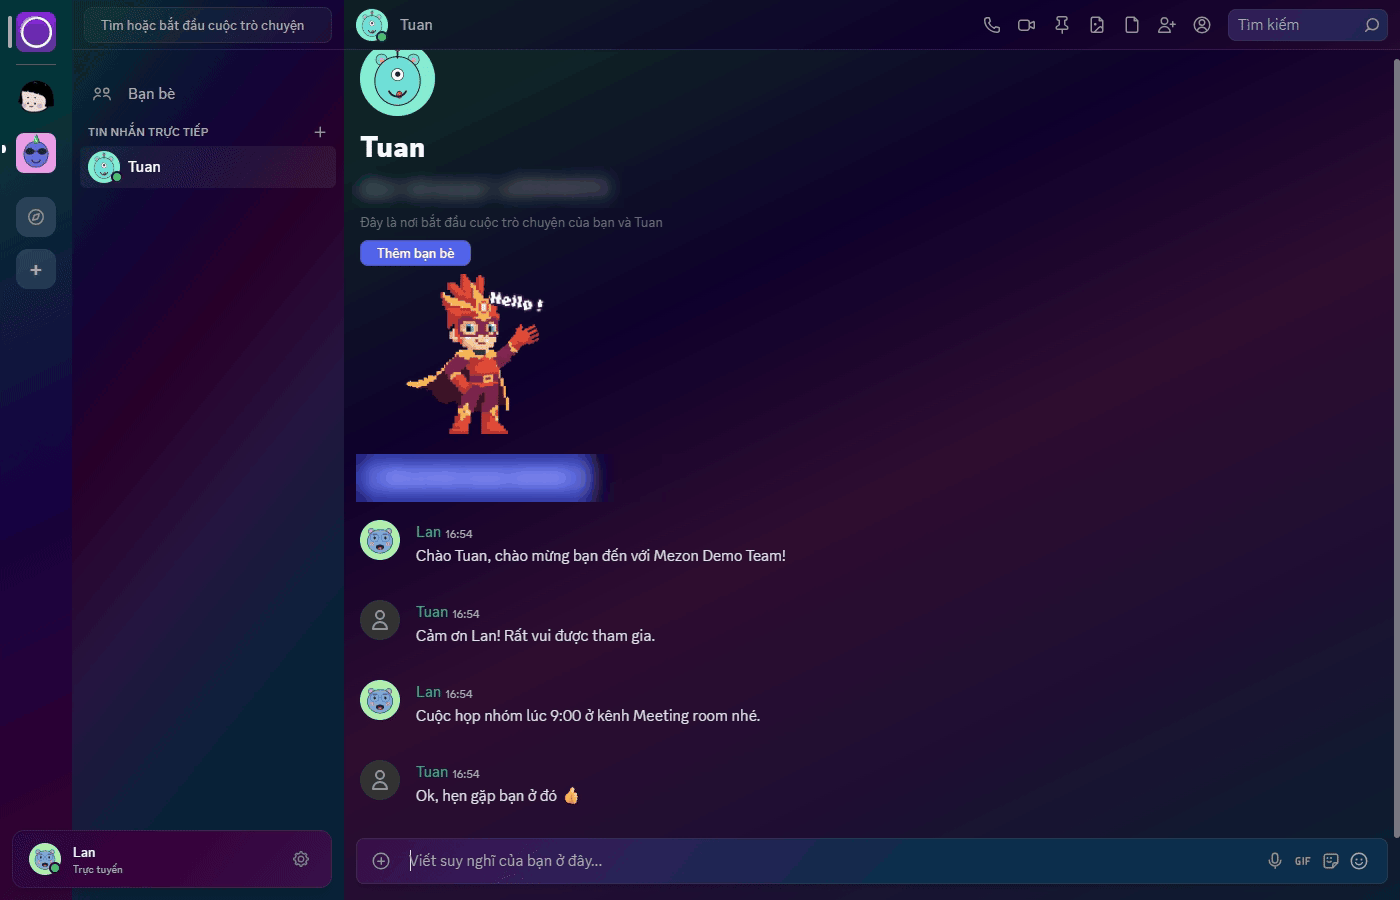 Tìm hoặc bắt đầu cuộc trò chuyện
Bạn bè
TIN NHẮN TRỰC TIẾP
Tuan
Lan
Trực tuyến
Tuan
Tìm kiếm
Tuan
Đây là nơi bắt đầu cuộc trò chuyện của bạn và Tuan
Thêm bạn bè
Hello !
Lan 16:54
Chào Tuan, chào mừng bạn đến với Mezon Demo Team!
Tuan 16:54
Cảm ơn Lan! Rất vui được tham gia.
Lan 16:54
Cuộc họp nhóm lúc 9:00 ở kênh Meeting room nhé.
Tuan 16:54
Ok, hẹn gặp bạn ở đó 👍
Viết suy nghĩ của bạn ở đây...
GIF